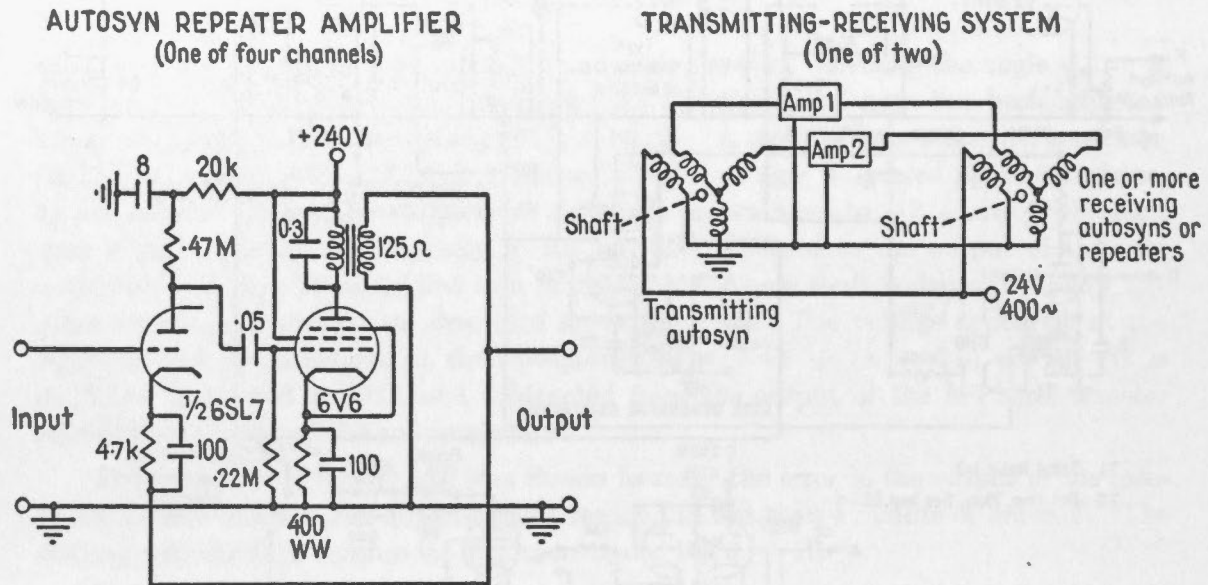 AUTOSYN REPEATER AMPLIFIER
(One of four channels)
+240V
8
20k
0·3
125Ω
·47M
·05
½ 6SL7
6V6
Input
Output
4·7k
100
·22M
100
400
WW
TRANSMITTING-RECEIVING SYSTEM
(One of two)
Amp 1
Amp 2
Shaft
Shaft
One or more
receiving
autosyns or
repeaters
Transmitting
autosyn
24V
400~